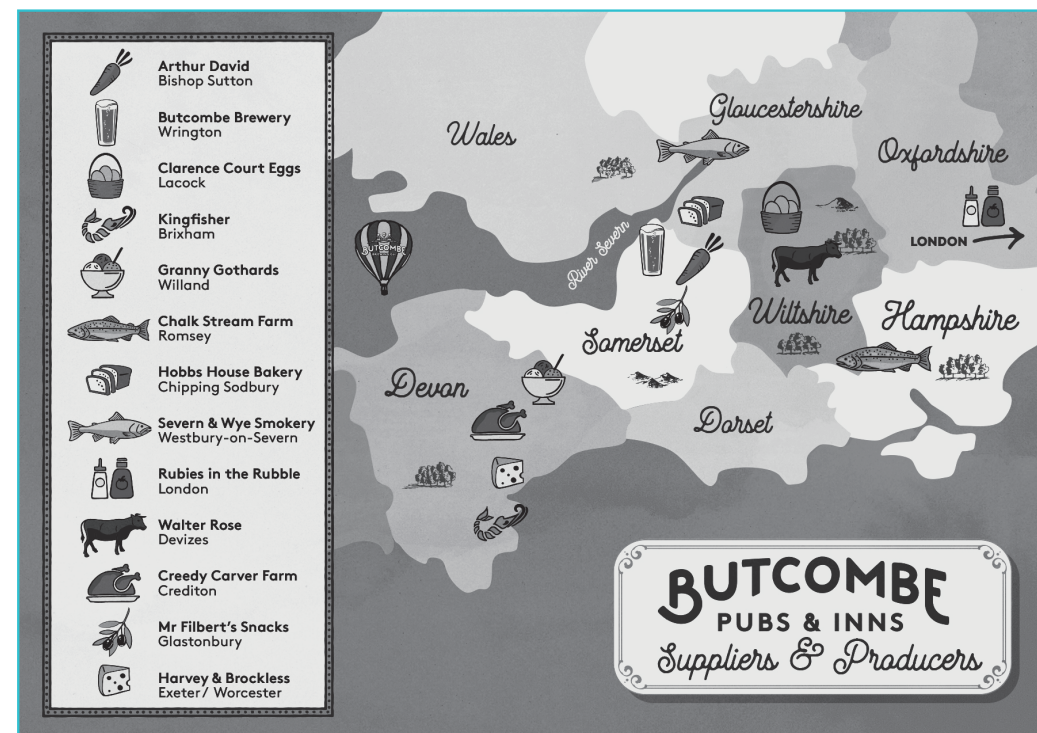 Arthur David
Bishop Sutton
Butcombe Brewery
Wrington
Clarence Court Eggs
Lacock
Kingfisher
Brixham
Granny Gothards
Willand
Chalk Stream Farm
Romsey
Hobbs House Bakery
Chipping Sodbury
Severn & Wye Smokery
Westbury-on-Severn
Rubies in the Rubble
London
Walter Rose
Devizes
Creedy Carver Farm
Crediton
Mr Filbert's Snacks
Glastonbury
Harvey & Brockless
Exeter/ Worcester
Wales
Gloucestershire
Oxfordshire
LONDON
BUTCOMBE
River Severn
Wiltshire
Hampshire
Somerset
Devon
Dorset
BUTCOMBE
PUBS & INNS
Suppliers & Producers